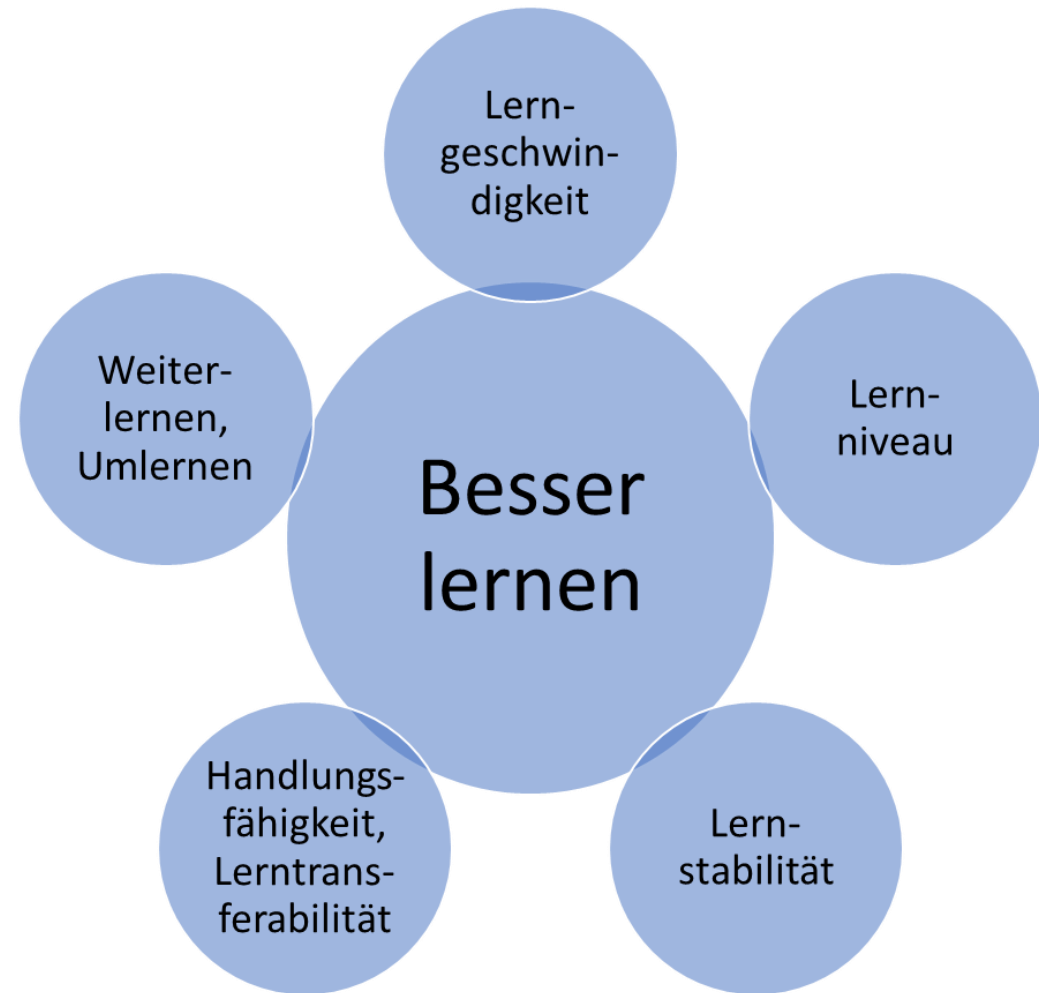 Lern-
geschwin-
digkeit
Weiter-
lernen,
Umlernen
Lern-
niveau
Besser
lernen
Handlungs-
fähigkeit,
Lerntrans-
ferabilität
Lern-
stabilität